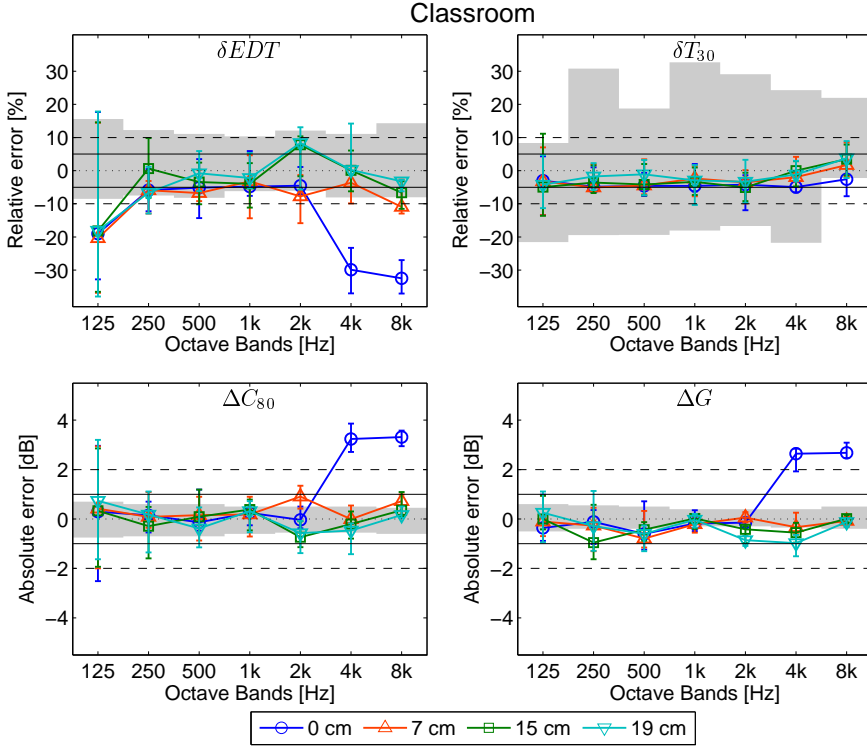 Classroom
δEDT
δT30
Relative error [%]
30
20
10
0
−10
−20
−30
125 250 500 1k 2k 4k 8k
Octave Bands [Hz]
Relative error [%]
30
20
10
0
−10
−20
−30
125 250 500 1k 2k 4k 8k
Octave Bands [Hz]
ΔC80
ΔG
Absolute error [dB]
4
2
0
−2
−4
125 250 500 1k 2k 4k 8k
Octave Bands [Hz]
Absolute error [dB]
4
2
0
−2
−4
125 250 500 1k 2k 4k 8k
Octave Bands [Hz]
0 cm 7 cm 15 cm 19 cm